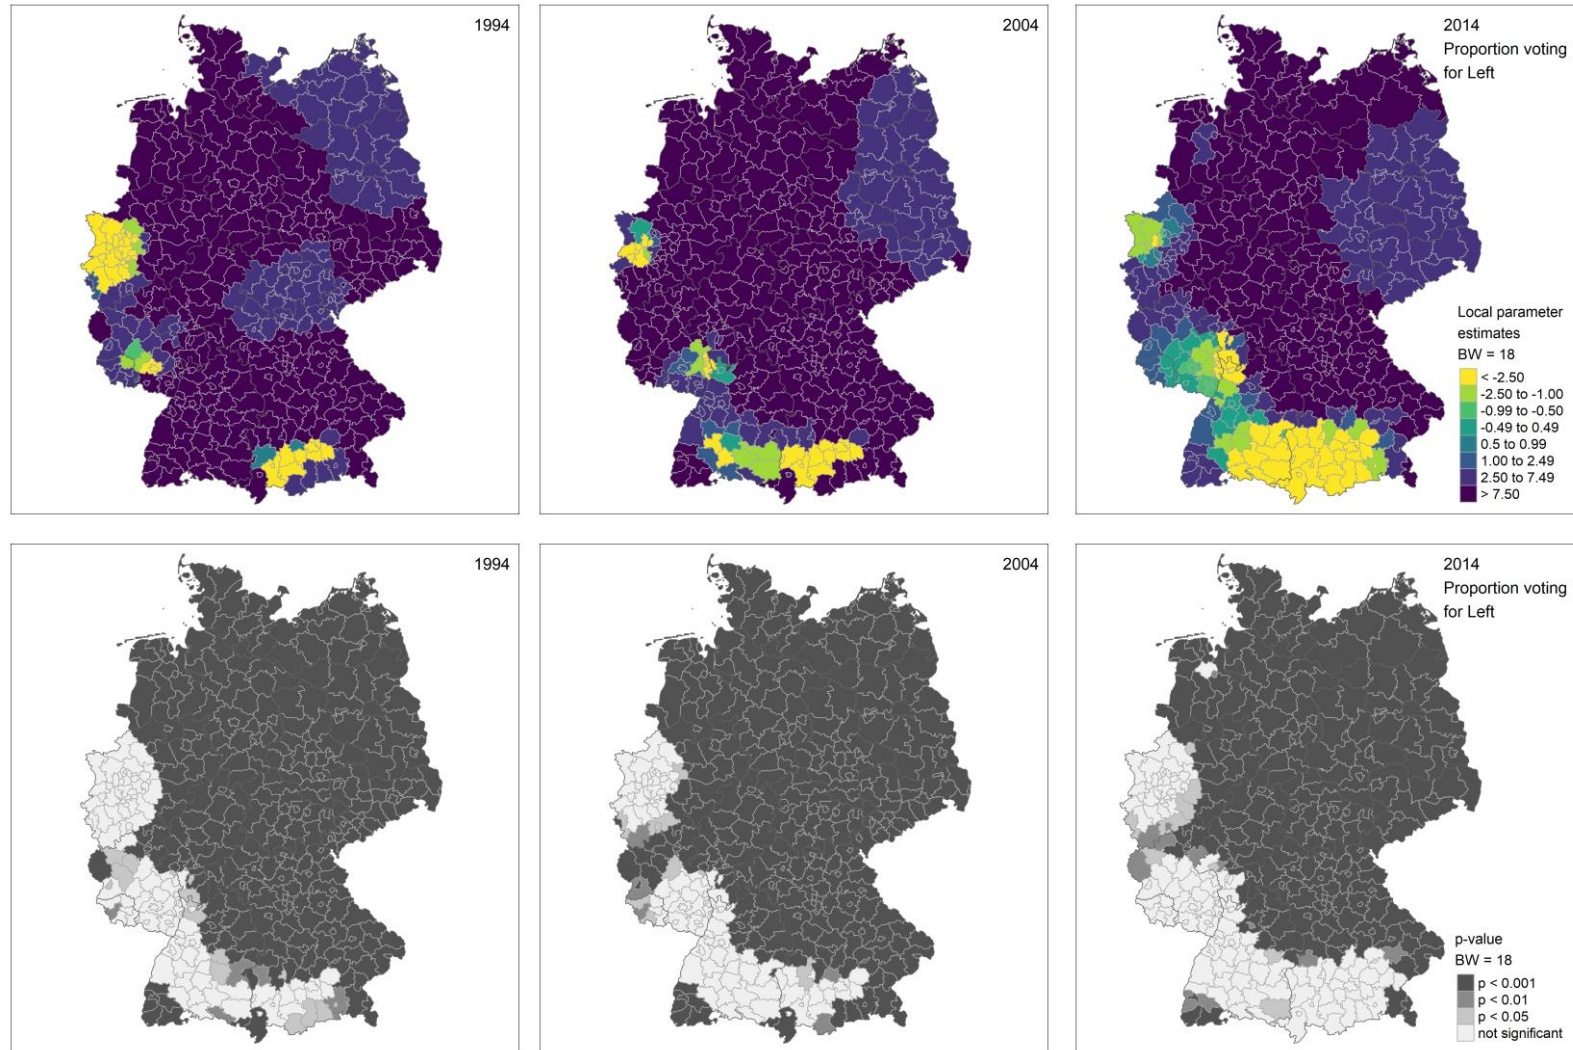 1994
2004
2014
Proportion voting
for Left
Local parameter
estimates
BW = 18
< -2.50
-2.50 to -1.00
-0.99 to -0.50
-0.49 to 0.49
0.5 to 0.99
1.00 to 2.49
2.50 to 7.49
> 7.50
1994
2004
2014
Proportion voting
for Left
p-value
BW = 18
p < 0.001
p < 0.01
p < 0.05
not significant